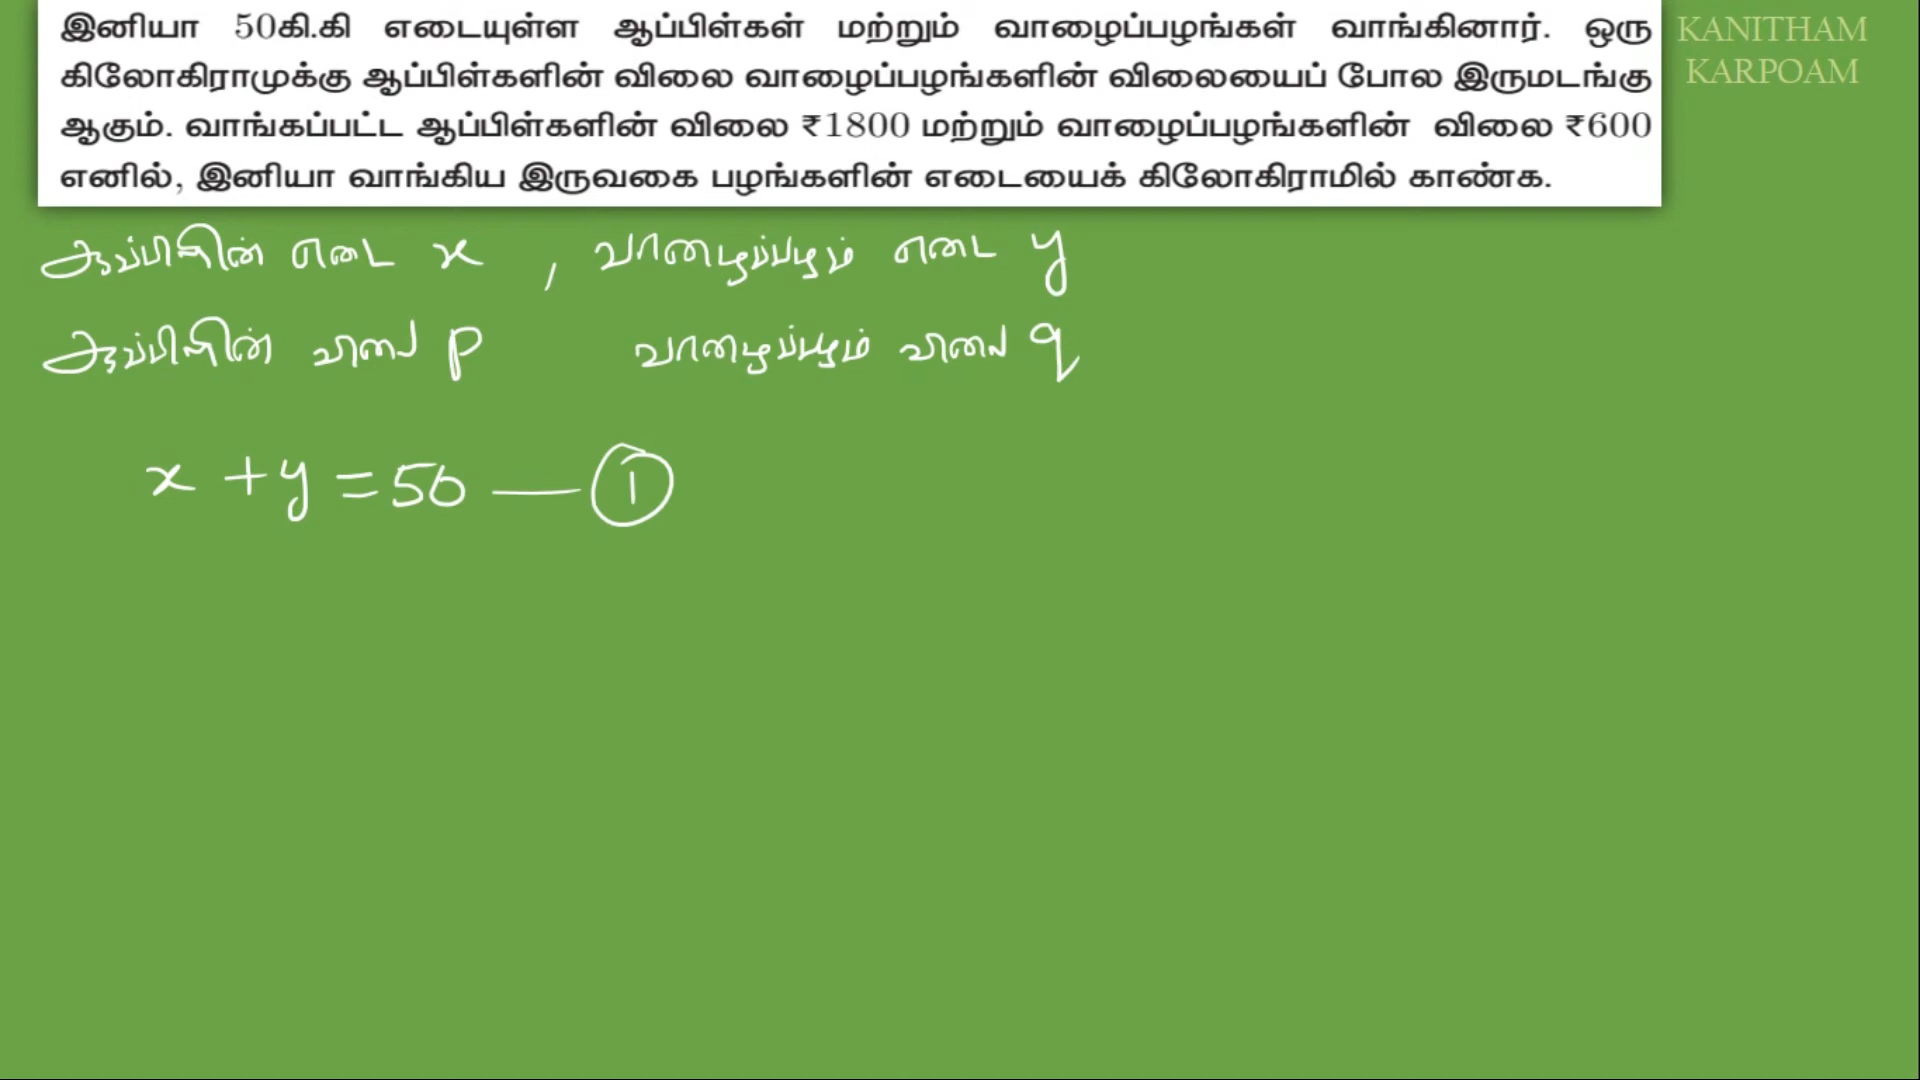 இனியா 50கி.கி எடையுள்ள ஆப்பிள்கள் மற்றும் வாழைப்பழங்கள் வாங்கினார். ஒரு
கிலோகிராமுக்கு ஆப்பிள்களின் விலை வாழைப்பழங்களின் விலையைப் போல இருமடங்கு
ஆகும். வாங்கப்பட்ட ஆப்பிள்களின் விலை ₹1800 மற்றும் வாழைப்பழங்களின் விலை ₹600
எனில், இனியா வாங்கிய இருவகை பழங்களின் எடையைக் கிலோகிராமில் காண்க.
KANITHAM
KARPOAM
ஆப்பிளின் எடை x , வாழைப்பழம் எடை y
ஆப்பிளின் விலை p வாழைப்பழம் விலை q
x + y = 50 — ①